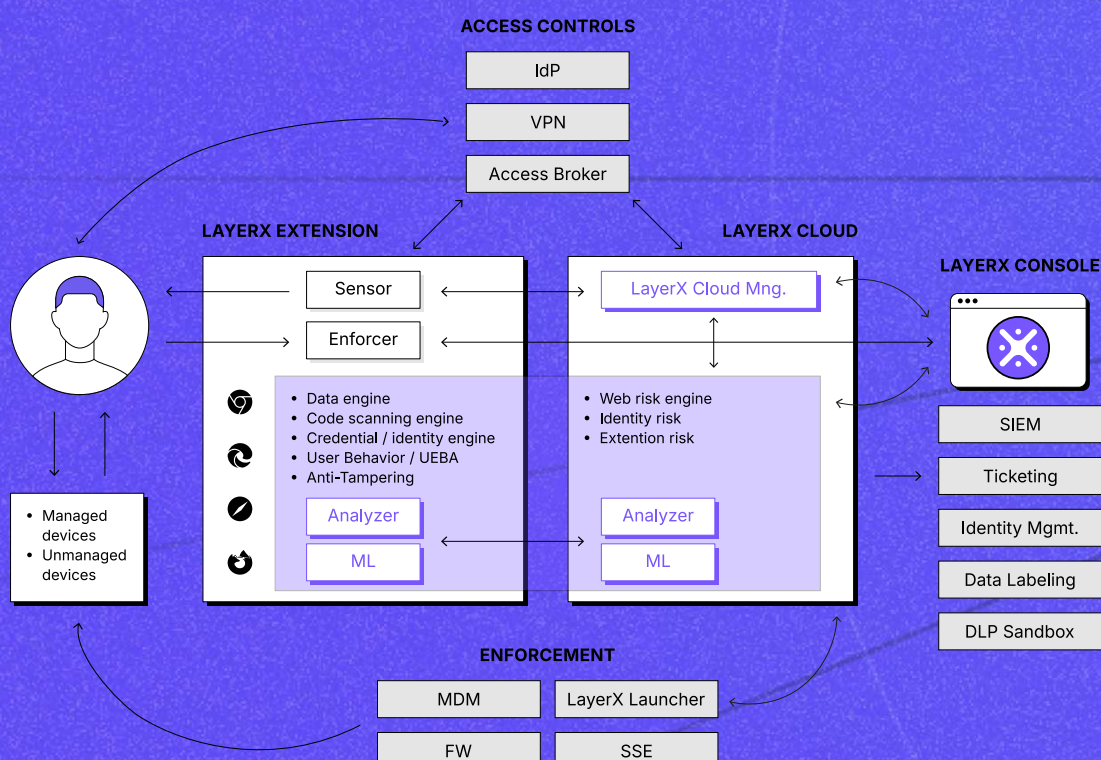 ACCESS CONTROLS
IdP
VPN
Access Broker
LAYERX EXTENSION
LAYERX CLOUD
LAYERX CONSOLE
Sensor
Enforcer
LayerX Cloud Mng.
• Data engine
• Code scanning engine
• Credential / identity engine
• User Behavior / UEBA
• Anti-Tampering
Analyzer
ML
• Web risk engine
• Identity risk
• Extention risk
Analyzer
ML
SIEM
Ticketing
Identity Mgmt.
Data Labeling
DLP Sandbox
• Managed
devices
• Unmanaged
devices
ENFORCEMENT
MDM
LayerX Launcher
FW
SSE